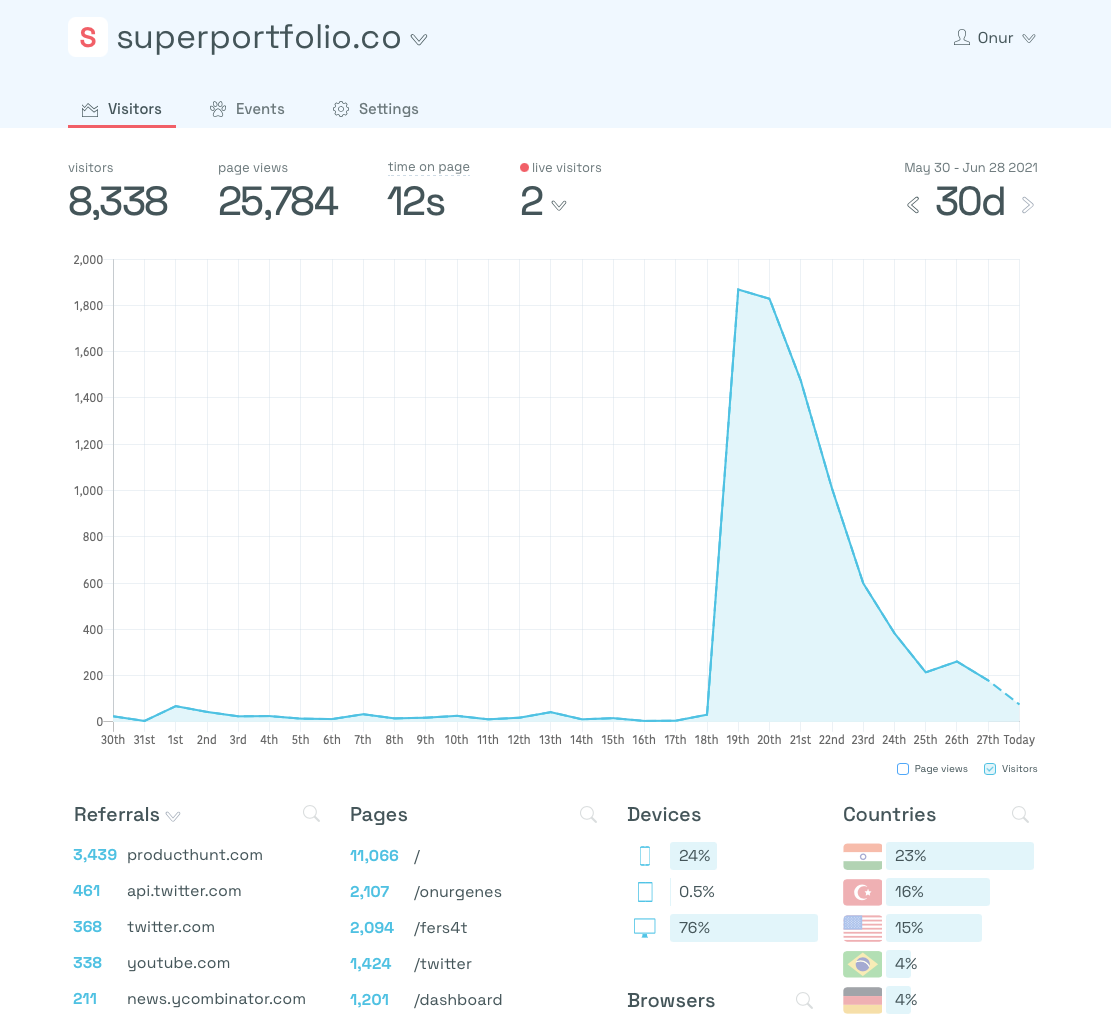 S superportfolio.co
Onur
Visitors Events Settings
visitors page views time on page live visitors May 30 - Jun 28 2021
8,338 25,784 12s 2 30d
2,000
1,800
1,600
1,400
1,200
1,000
800
600
400
200
0
30th 31st 1st 2nd 3rd 4th 5th 6th 7th 8th 9th 10th 11th 12th 13th 14th 15th 16th 17th 18th 19th 20th 21st 22nd 23rd 24th 25th 26th 27th Today
Page views Visitors
Referrals
3,439 producthunt.com
461 api.twitter.com
368 twitter.com
338 youtube.com
211 news.ycombinator.com
Pages
11,066 /
2,107 /onurgenes
2,094 /fers4t
1,424 /twitter
1,201 /dashboard
Devices
24%
0.5%
76%
Browsers
Countries
23%
16%
15%
4%
4%